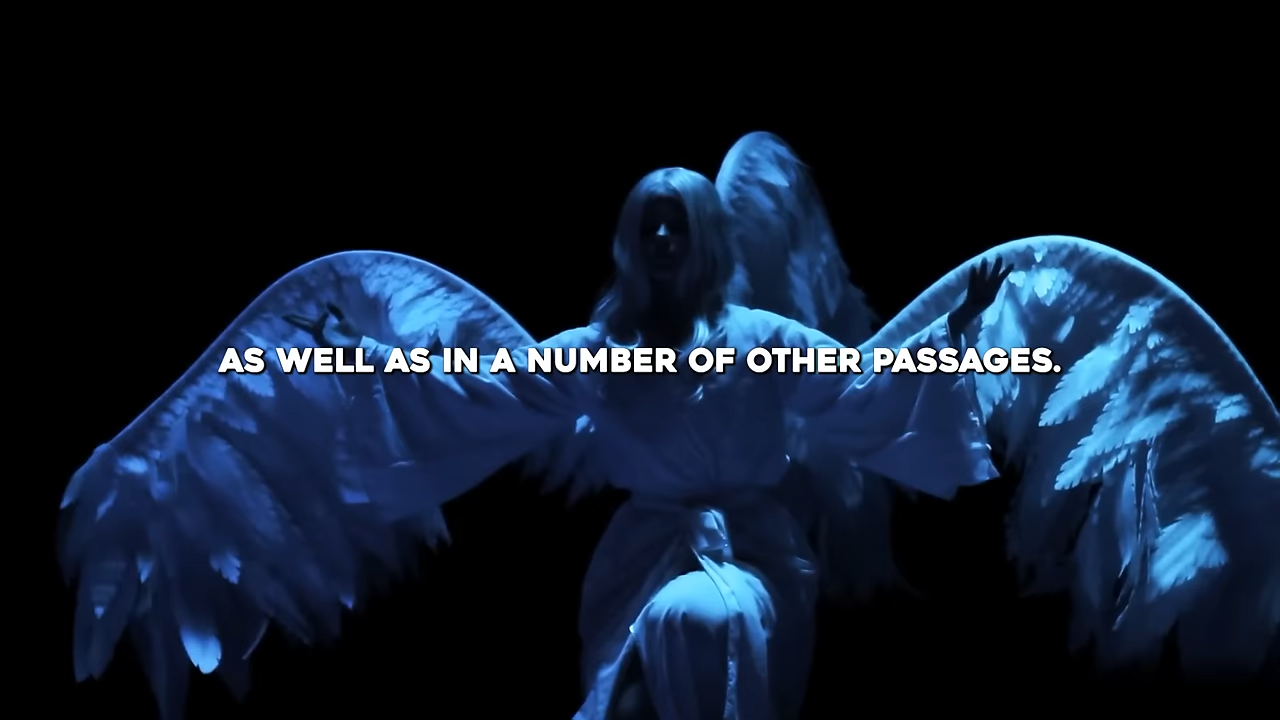 AS WELL AS IN A NUMBER OF OTHER PASSAGES.